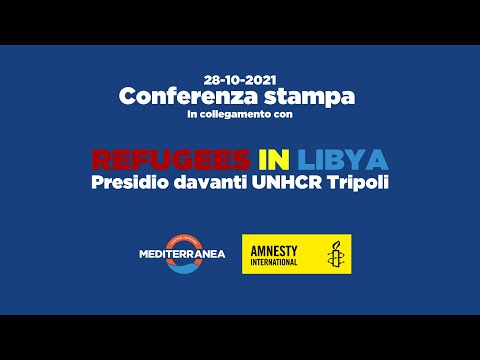 28-10-2021
Conferenza stampa
In collegamento con
REFUGEES IN LIBYA
Presidio davanti UNHCR Tripoli
MEDITERRANEA
AMNESTY
INTERNATIONAL